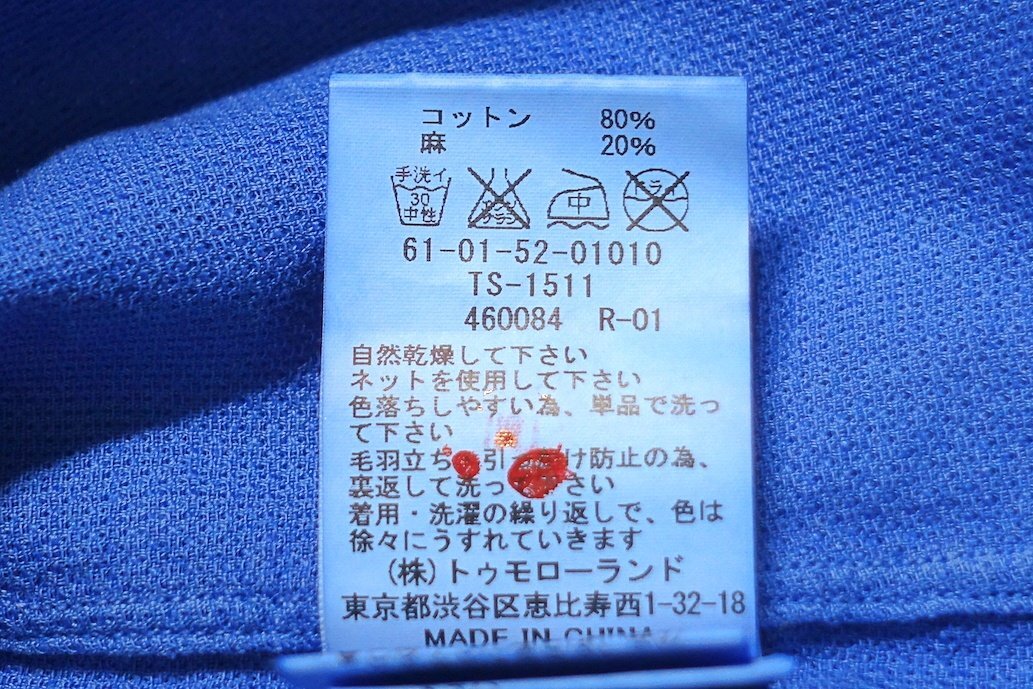 コットン 80%
麻 20%
手洗イ
30
中性
中
61-01-52-01010
TS-1511
460084 R-01
自然乾燥して下さい
ネットを使用して下さい
色落ちしやすい為、単品で洗っ
て下さい
毛羽立ち 引 け防止の為、
裏返して洗っ 下さい
着用・洗濯の繰り返しで、色は
徐々にうすれていきます
(株)トゥモローランド
東京都渋谷区恵比寿西1-32-18
MADE IN CHINA